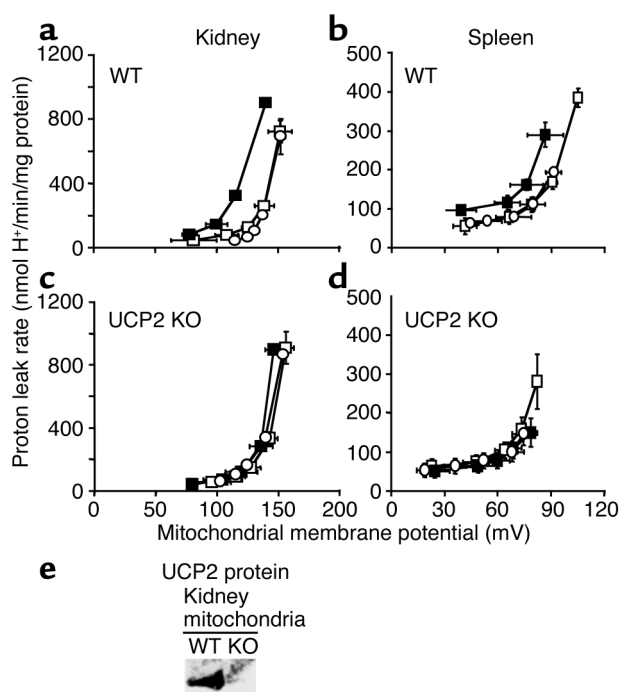 a
Kidney
b
Spleen
1200
800
400
0
WT
500
400
300
200
100
0
WT
Proton leak rate (nmol H+/min/mg protein)
c
1200
800
400
0
UCP2 KO
0 50 100 150 200
d
500
400
300
200
100
0
UCP2 KO
0 30 60 90 120
Mitochondrial membrane potential (mV)
e
UCP2 protein
Kidney
mitochondria
WT KO